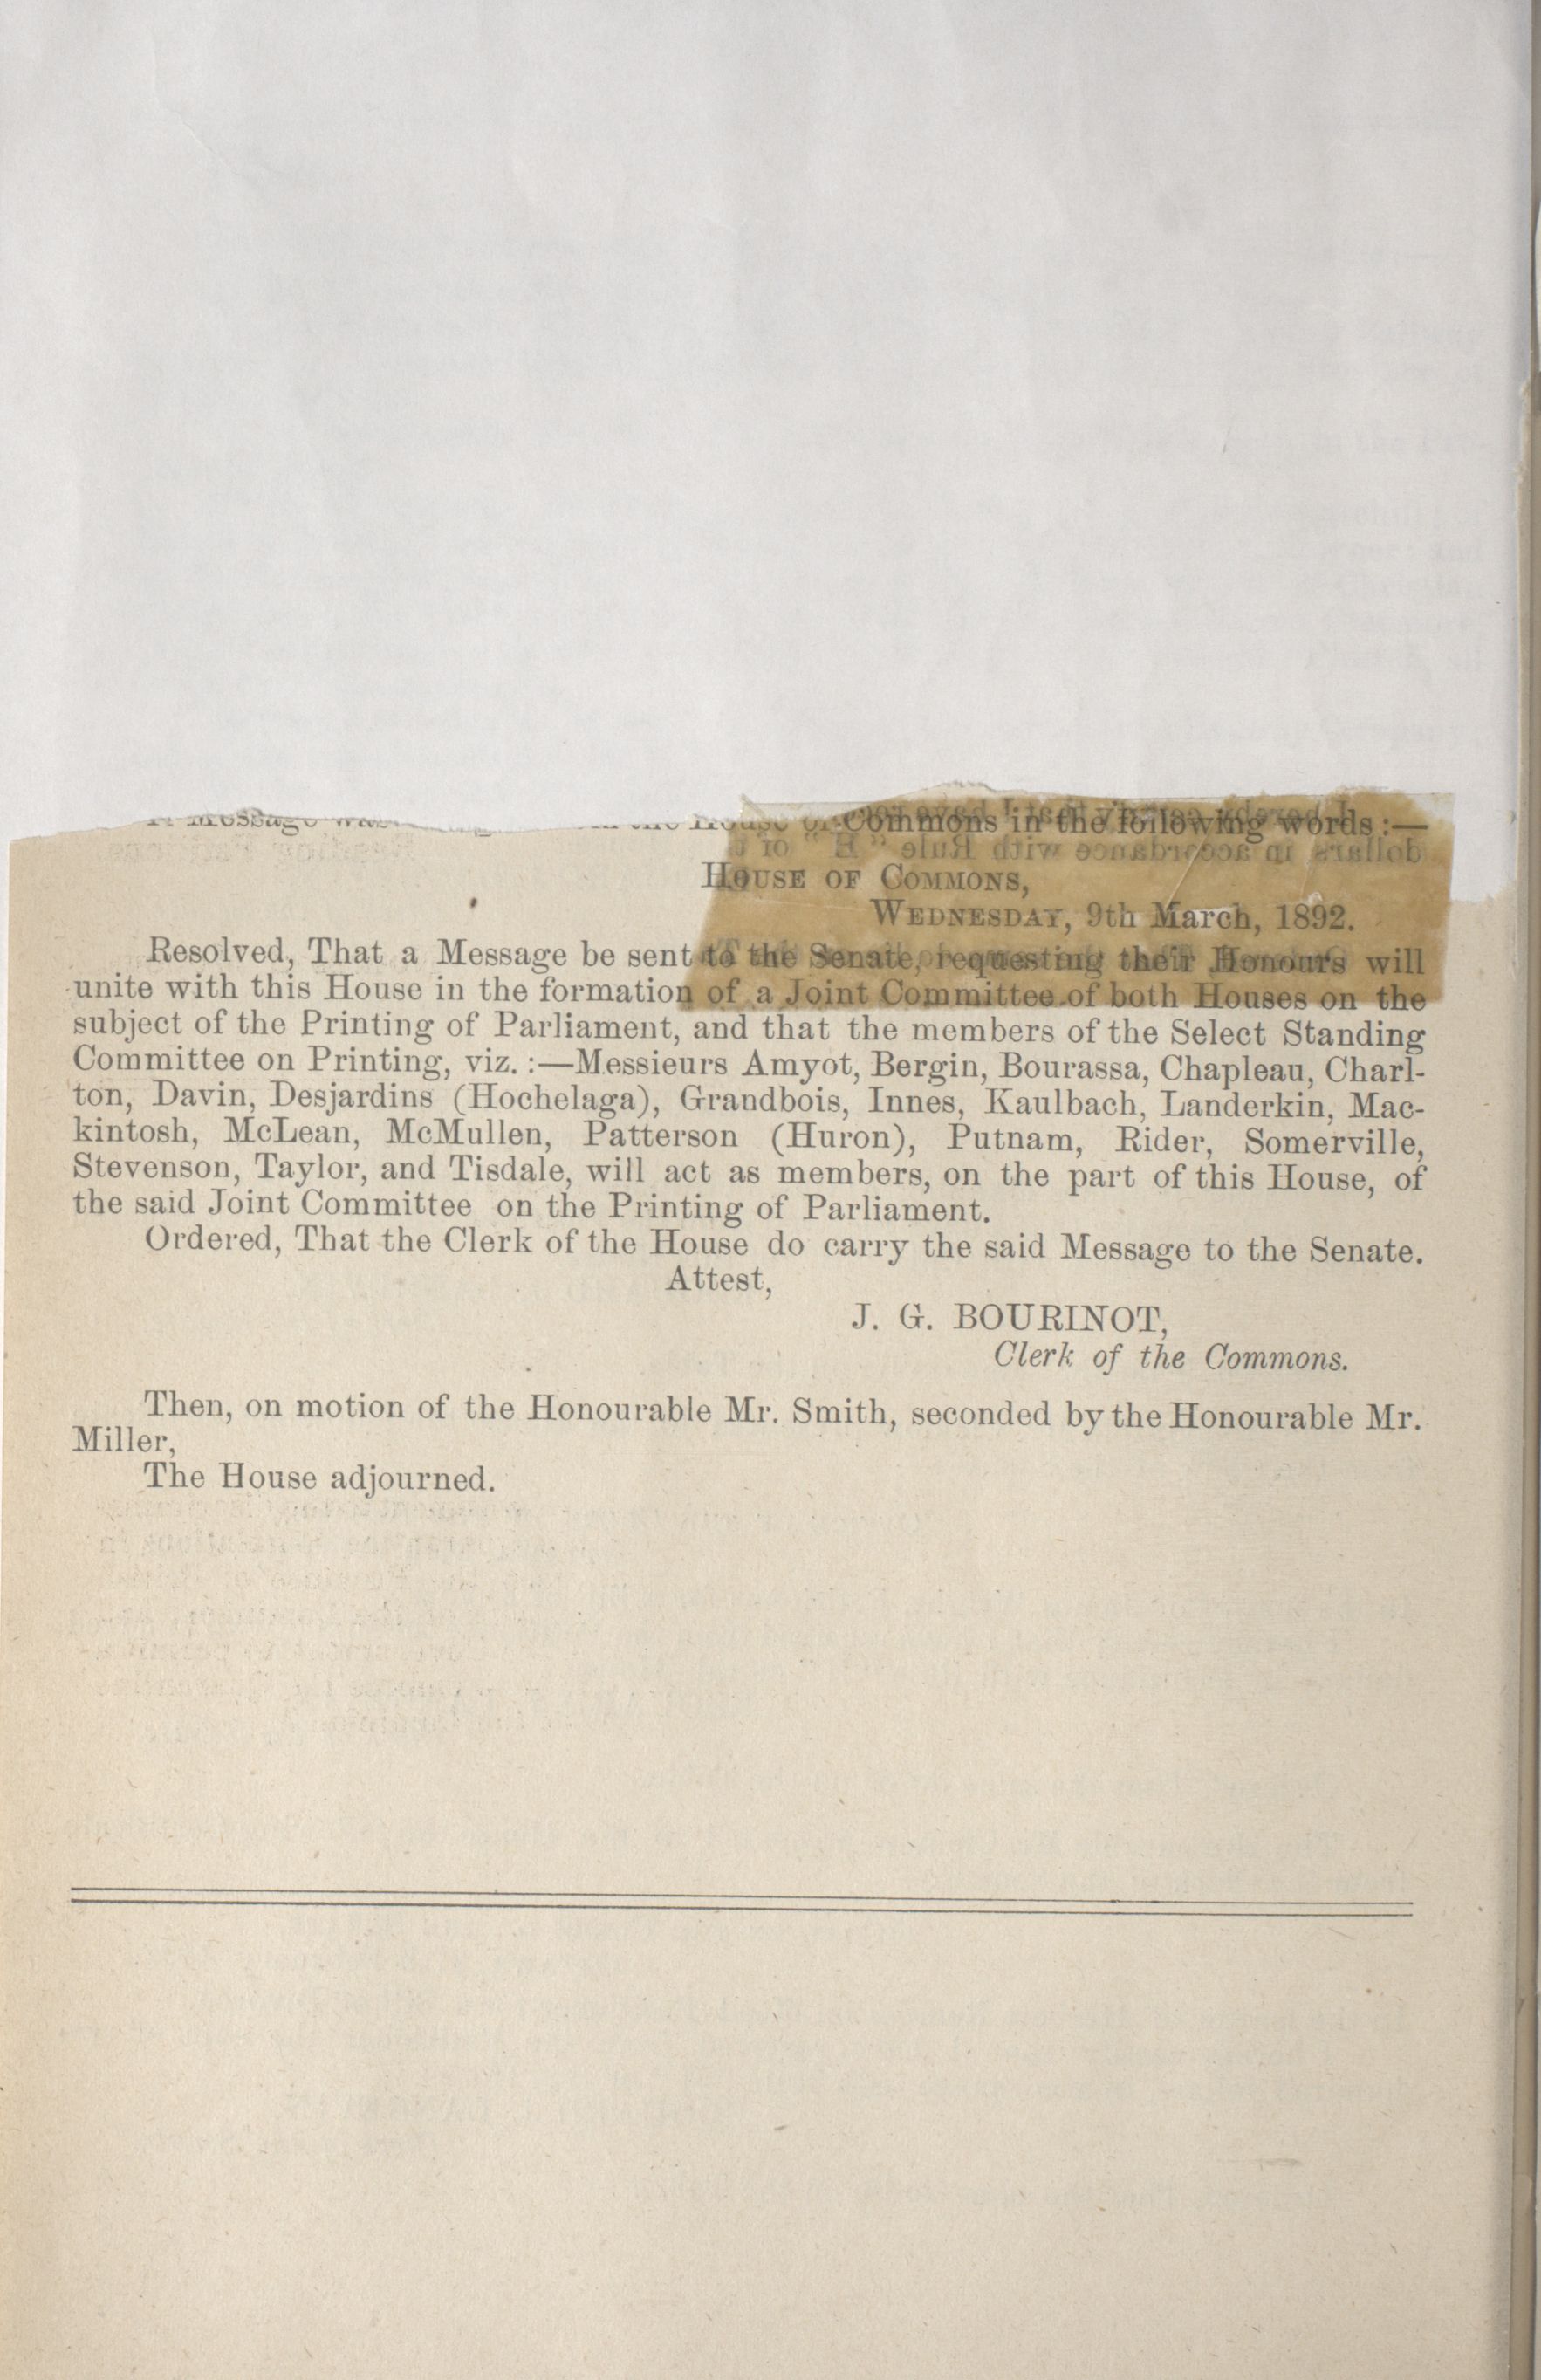 A Message was House of Commons in the following words :—
HOUSE OF COMMONS,
WEDNESDAY, 9th March, 1892.
Resolved, That a Message be sent to the Senate, requesting their Honours will
unite with this House in the formation of a Joint Committee of both Houses on the
subject of the Printing of Parliament, and that the members of the Select Standing
Committee on Printing, viz. :—Messieurs Amyot, Bergin, Bourassa, Chapleau, Charl-
ton, Davin, Desjardins (Hochelaga), Grandbois, Innes, Kaulbach, Landerkin, Mac-
kintosh, McLean, McMullen, Patterson (Huron), Putnam, Rider, Somerville,
Stevenson, Taylor, and Tisdale, will act as members, on the part of this House, of
the said Joint Committee on the Printing of Parliament.
Ordered, That the Clerk of the House do carry the said Message to the Senate.
Attest,
J. G. BOURINOT,
Clerk of the Commons.
Then, on motion of the Honourable Mr. Smith, seconded by the Honourable Mr.
Miller,
The House adjourned.